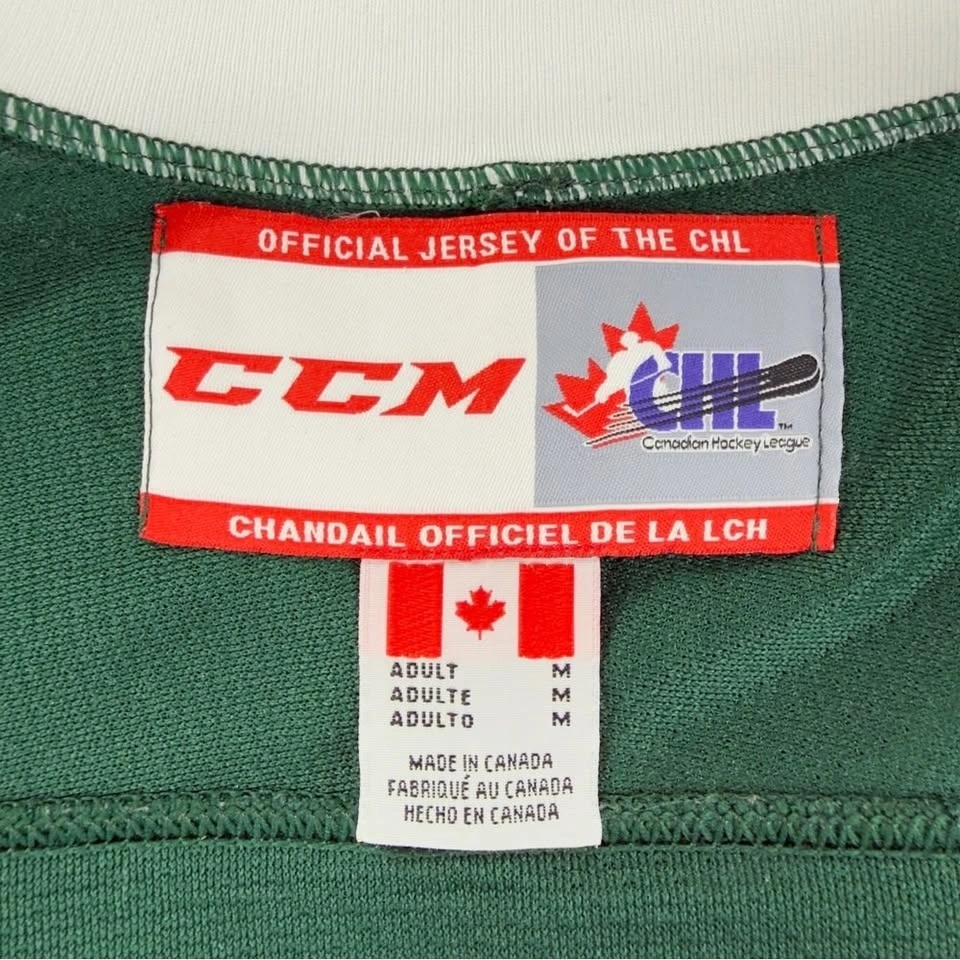 OFFICIAL JERSEY OF THE CHL
CCM
CHL
TM
Canadian Hockey League
CHANDAIL OFFICIEL DE LA LCH
ADULT M
ADULTE M
ADULTO M
MADE IN CANADA
FABRIQUÉ AU CANADA
HECHO EN CANADA